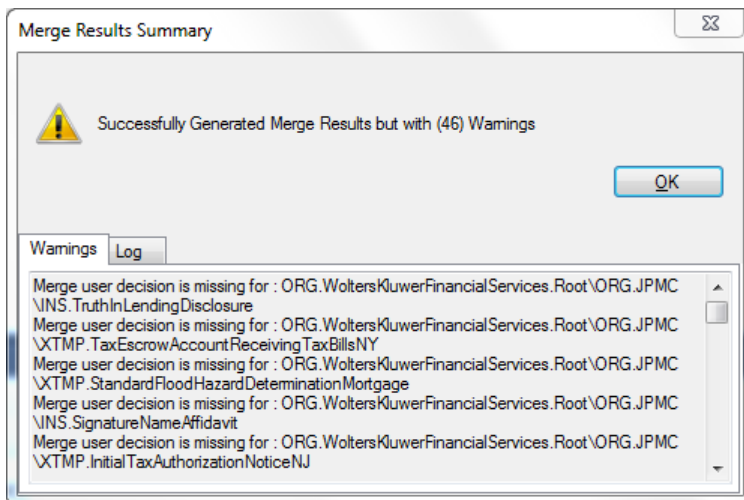 Merge Results Summary
Successfully Generated Merge Results but with (46) Warnings
OK
Warnings Log
Merge user decision is missing for : ORG.WoltersKluwerFinancialServices.Root\ORG.JPMC
\INS.TruthInLendingDisclosure
Merge user decision is missing for : ORG.WoltersKluwerFinancialServices.Root\ORG.JPMC
\XTMP.TaxEscrowAccountReceivingTaxBillsNY
Merge user decision is missing for : ORG.WoltersKluwerFinancialServices.Root\ORG.JPMC
\XTMP.StandardFloodHazardDeterminationMortgage
Merge user decision is missing for : ORG.WoltersKluwerFinancialServices.Root\ORG.JPMC
\INS.SignatureNameAffidavit
Merge user decision is missing for : ORG.WoltersKluwerFinancialServices.Root\ORG.JPMC
\XTMP.InitialTaxAuthorizationNoticeNJ